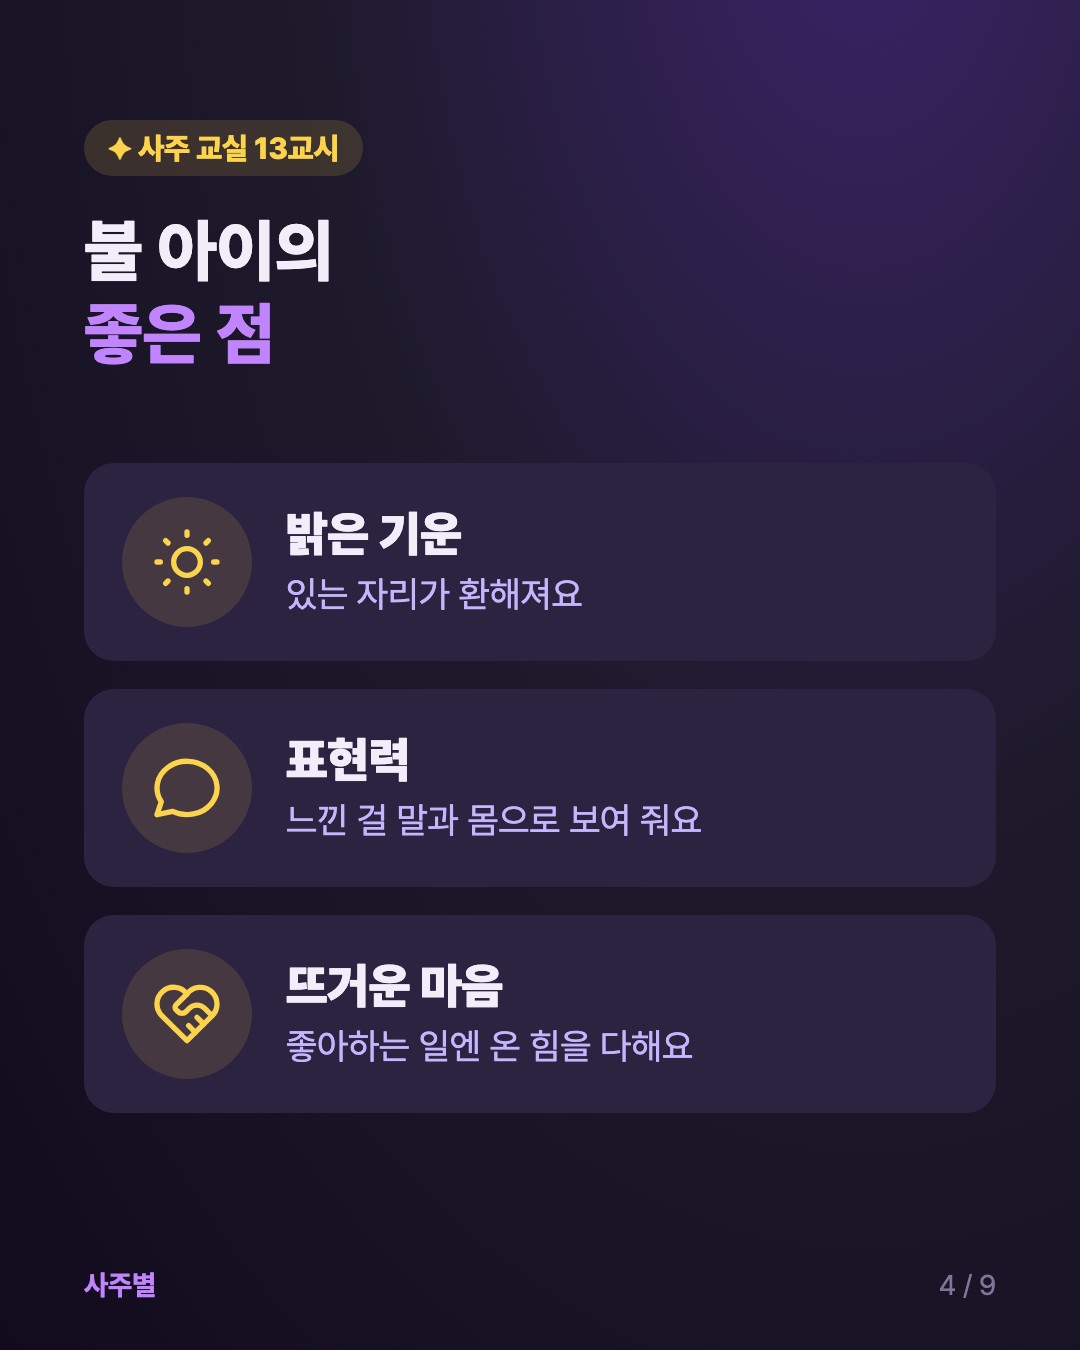 ✦ 사주 교실 13교시
불 아이의
좋은 점
밝은 기운
있는 자리가 환해져요
표현력
느낀 걸 말과 몸으로 보여 줘요
뜨거운 마음
좋아하는 일엔 온 힘을 다해요
사주별
4 / 9